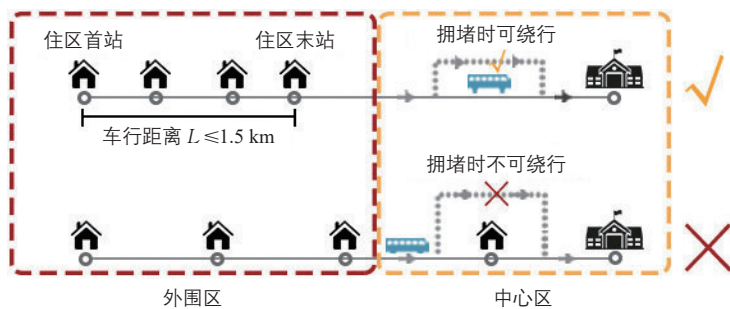 住区首站
住区末站
拥堵时可绕行
车行距离 L ≤1.5 km
拥堵时不可绕行
外围区
中心区